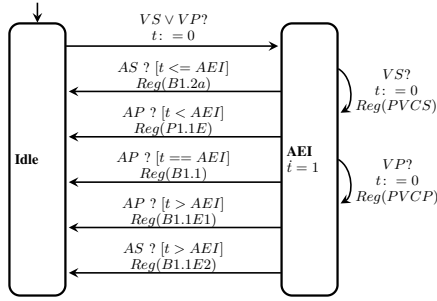 VS ∨ VP?
t: = 0
AS ? [t <= AEI]
Reg(B1.2a)
AP ? [t < AEI]
Reg(P1.1E)
AP ? [t == AEI]
Reg(B1.1)
AP ? [t > AEI]
Reg(B1.1E1)
AS ? [t > AEI]
Reg(B1.1E2)
Idle
AEI
ṫ = 1
VS?
t: = 0
Reg(PVCS)
VP?
t: = 0
Reg(PVCP)